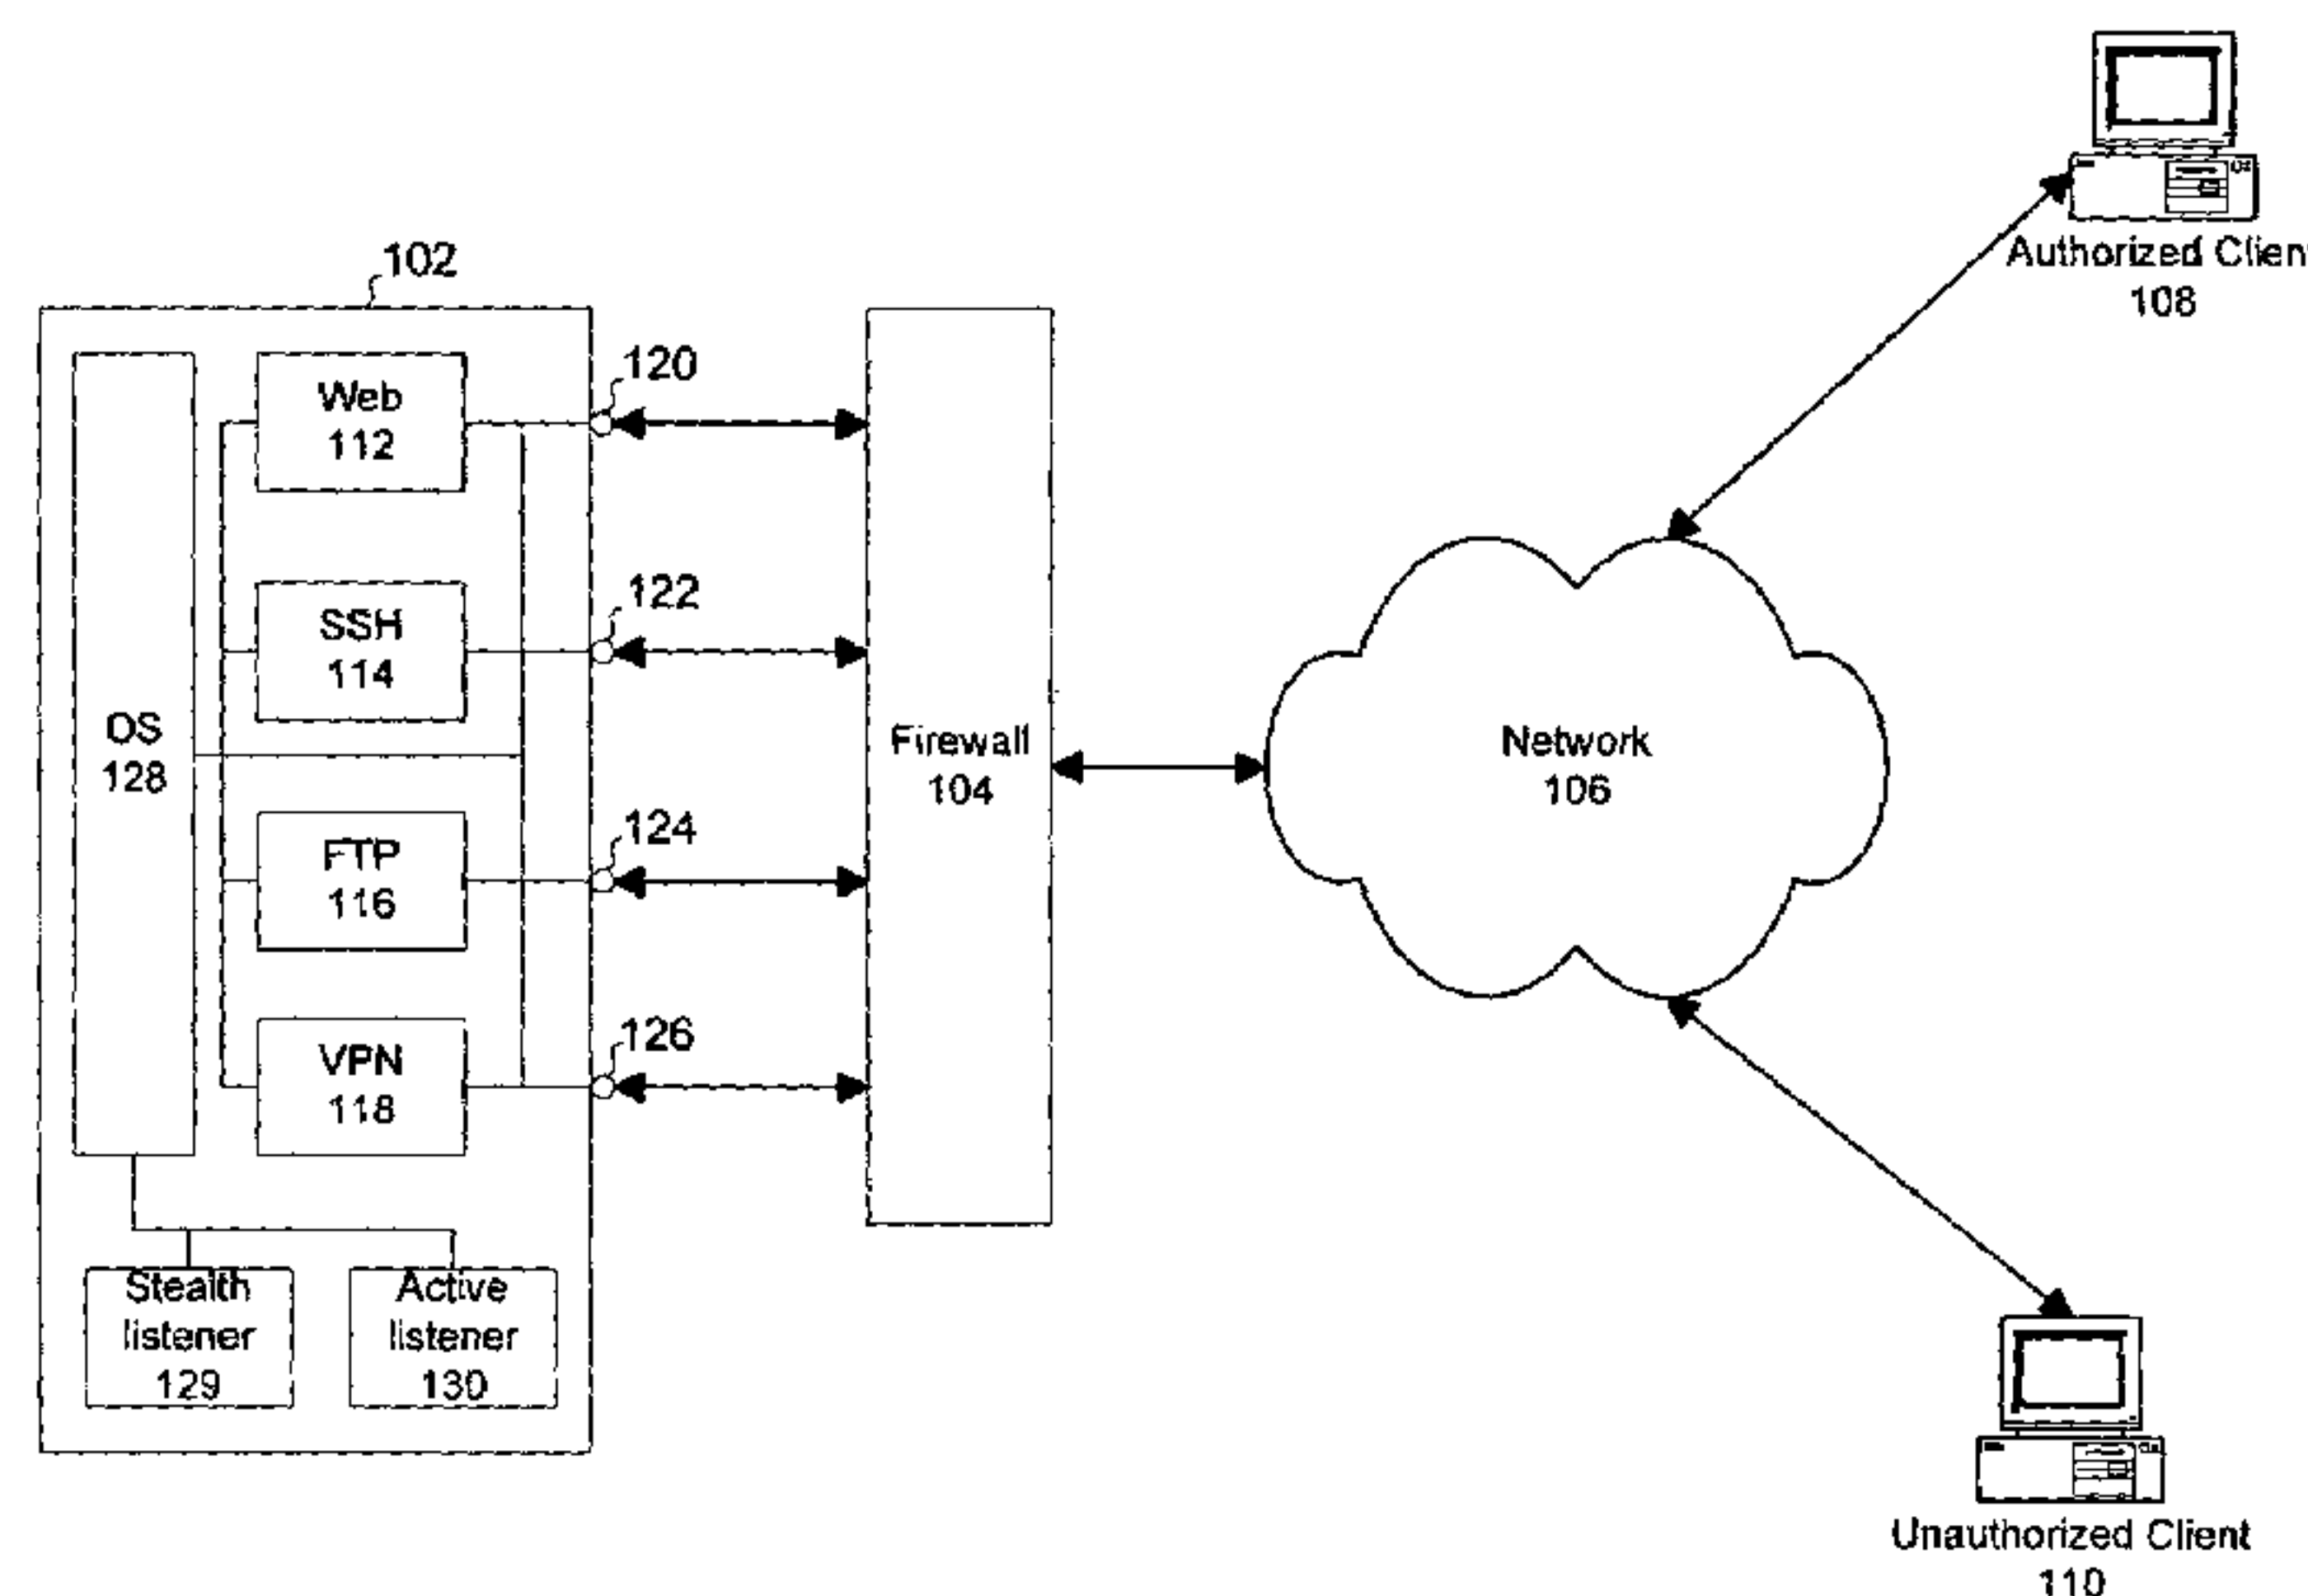 Authorized Clien
108
102
120
Web
112
122
SSH
114
OS
128
Firewall
104
Network
106
124
FTP
116
126
VPN
118
Stealth
listener
129
Active
listener
130
Unauthorized Client
110